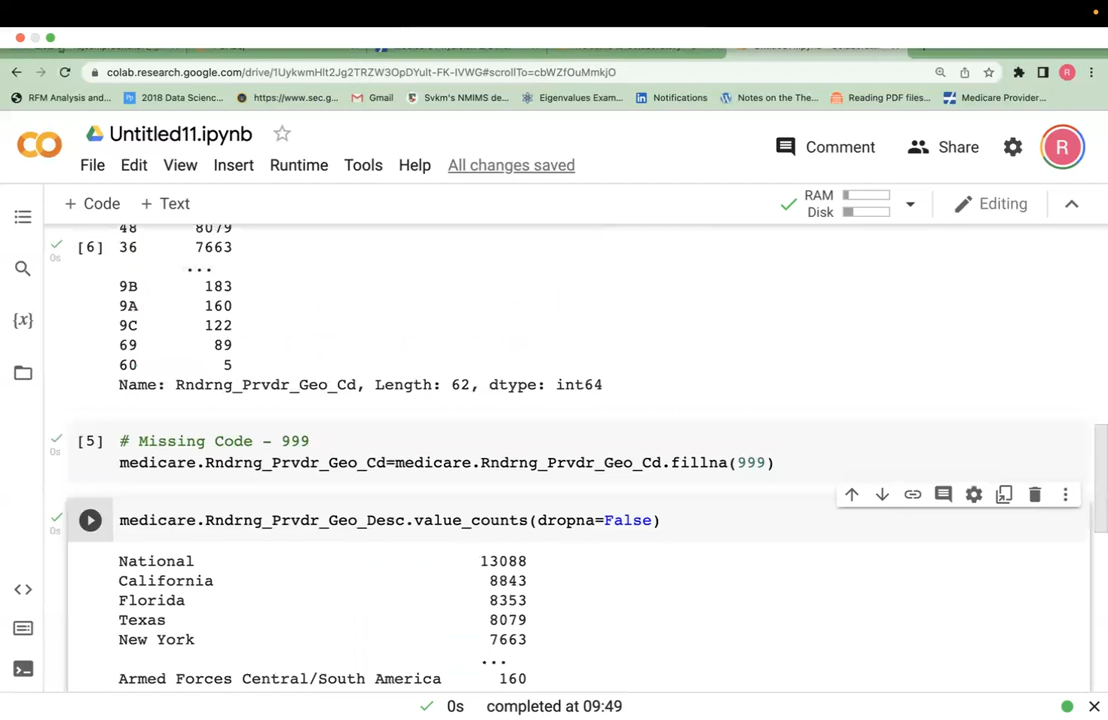 colab.research.google.com/drive/1UykwmHlt2Jg2TRZW3OpDYult-FK-IVWG#scrollTo=cbWZfOuMmkjO
RFM Analysis and... 2018 Data Scienc... https://www.sec.g... Gmail Svkm's NMIMS de... Eigenvalues Exam... Notifications Notes on the The... Reading PDF files... Medicare Provider...
Untitled11.ipynb
Comment Share R
File Edit View Insert Runtime Tools Help All changes saved
+ Code + Text RAM Disk Editing
48 8079
[6] 36 7663
0s
...
9B 183
9A 160
9C 122
69 89
60 5
Name: Rndrng_Prvdr_Geo_Cd, Length: 62, dtype: int64
[5] # Missing Code - 999
0s medicare.Rndrng_Prvdr_Geo_Cd=medicare.Rndrng_Prvdr_Geo_Cd.fillna(999)
medicare.Rndrng_Prvdr_Geo_Desc.value_counts(dropna=False)
0s
National 13088
California 8843
Florida 8353
Texas 8079
New York 7663
...
Armed Forces Central/South America 160
0s completed at 09:49